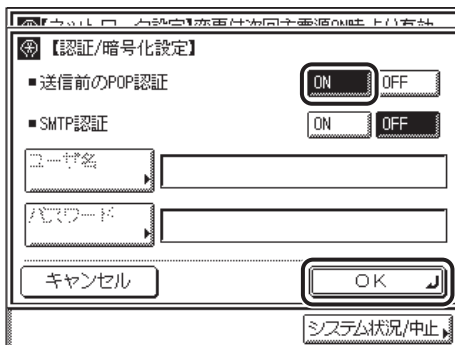 【認証/暗号化設定】
■送信前のPOP認証 ON OFF
■SMTP認証 ON OFF
ユーザ名
パスワード
キャンセル OK
システム状況/中止